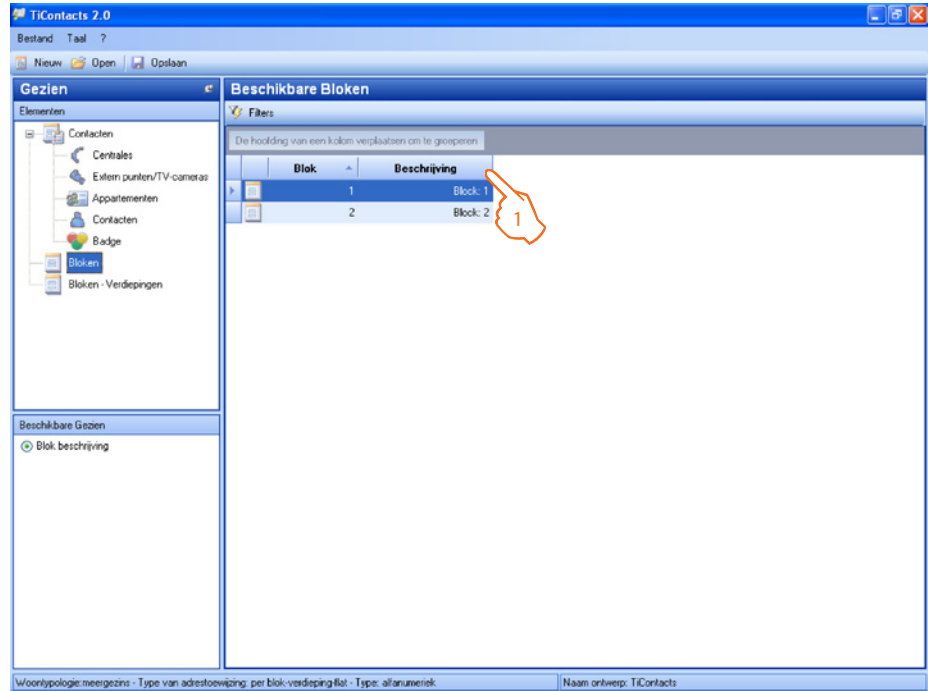 TiContacts 2.0
Bestand Taal ?
Nieuw Open Opslaan
Gezien
Elementen
Contacten
Centrales
Extern punten/TV-cameras
Appartementen
Contacten
Badge
Bloken
Bloken - Verdiepingen
Beschikbare Gezien
Blok beschrijving
Beschikbare Bloken
Filters
De hoofding van een kolom verplaatsen om te groeperen
Blok Beschrijving
1 Block: 1
2 Block: 2
1
Woontypologie:meergezins - Type van adrestoewijzing: per blok-verdieping-flat - Type: alfanumeriek
Naam ontwerp: TiContacts